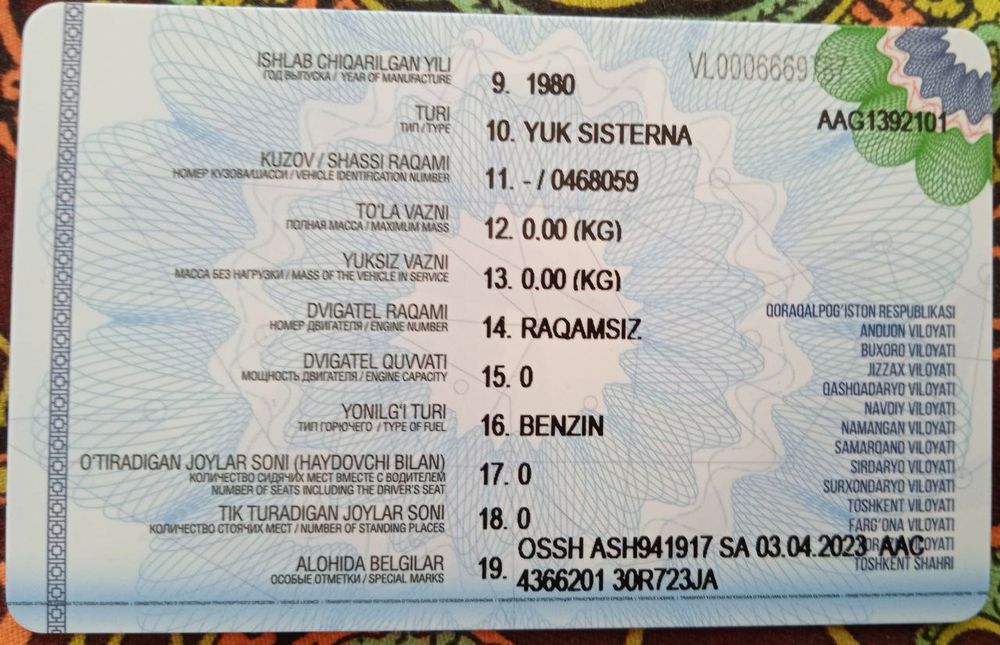 ISHLAB CHIQARILGAN YILI
ГОД ВЫПУСКА / YEAR OF MANUFACTURE
9. 1980
VL0006669
AAG1392101
TURI
ТИП / TYPE
10. YUK SISTERNA
KUZOV / SHASSI RAQAMI
НОМЕР КУЗОВА/ШАССИ / VEHICLE IDENTIFICATION NUMBER
11. - / 0468059
TO'LA VAZNI
ПОЛНАЯ МАССА / MAXIMUM MASS
12. 0.00 (KG)
YUKSIZ VAZNI
МАССА БЕЗ НАГРУЗКИ / MASS OF THE VEHICLE IN SERVICE
13. 0.00 (KG)
DVIGATEL RAQAMI
НОМЕР ДВИГАТЕЛЯ / ENGINE NUMBER
14. RAQAMSIZ
DVIGATEL QUVVATI
МОЩНОСТЬ ДВИГАТЕЛЯ / ENGINE CAPACITY
15. 0
YONILG'I TURI
ТИП ГОРЮЧЕГО / TYPE OF FUEL
16. BENZIN
O'TIRADIGAN JOYLAR SONI (HAYDOVCHI BILAN)
КОЛИЧЕСТВО СИДЯЧИХ МЕСТ ВМЕСТЕ С ВОДИТЕЛЕМ
NUMBER OF SEATS INCLUDING THE DRIVER'S SEAT
17. 0
TIK TURADIGAN JOYLAR SONI
КОЛИЧЕСТВО СТОЯЧИХ МЕСТ / NUMBER OF STANDING PLACES
18. 0
ALOHIDA BELGILAR
ОСОБЫЕ ОТМЕТКИ / SPECIAL MARKS
19. OSSH ASH941917 SA 03.04.2023 AAC
4366201 30R723JA
QORAQALPOG'ISTON RESPUBLIKASI
ANDIJON VILOYATI
BUXORO VILOYATI
JIZZAX VILOYATI
QASHQADARYO VILOYATI
NAVOIY VILOYATI
NAMANGAN VILOYATI
SAMARQAND VILOYATI
SIRDARYO VILOYATI
SURXONDARYO VILOYATI
TOSHKENT VILOYATI
FARG'ONA VILOYATI
TOSHKENT SHAHRI